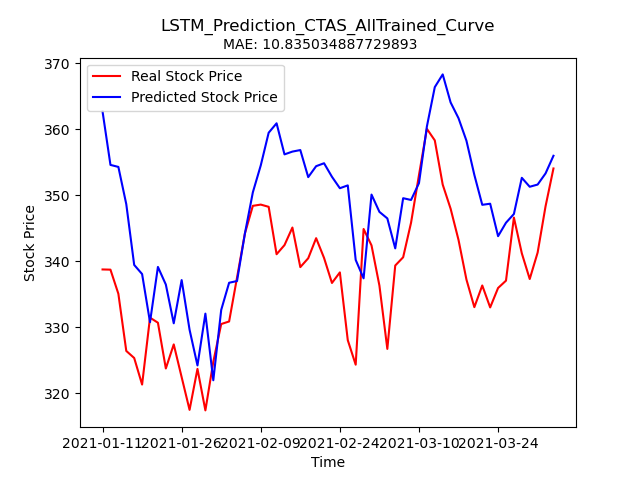 LSTM_Prediction_CTAS_AllTrained_Curve
MAE: 10.835034887729893
Real Stock Price
Predicted Stock Price
370
360
350
340
330
320
Stock Price
2021-01-11 2021-01-26 2021-02-09 2021-02-24 2021-03-10 2021-03-24
Time